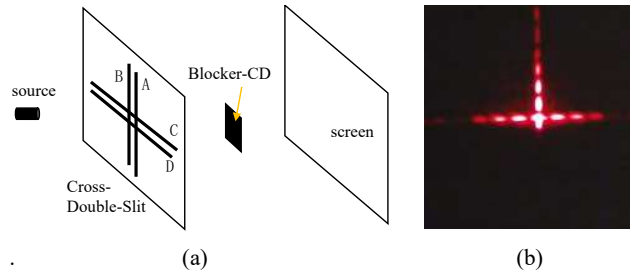 source
B
A
C
D
Cross-
Double-Slit
Blocker-CD
screen
.
(a)
(b)